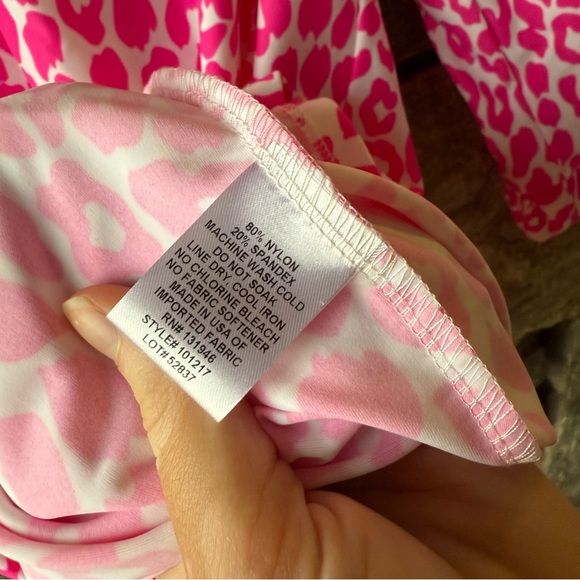 80% NYLON
20% SPANDEX
MACHINE WASH COLD
DO NOT SOAK
LINE DRY, COOL IRON
NO CHLORINE BLEACH
NO FABRIC SOFTENER
MADE IN USA OF
IMPORTED FABRIC
RN# 131946
STYLE# 101217
LOT# 52837